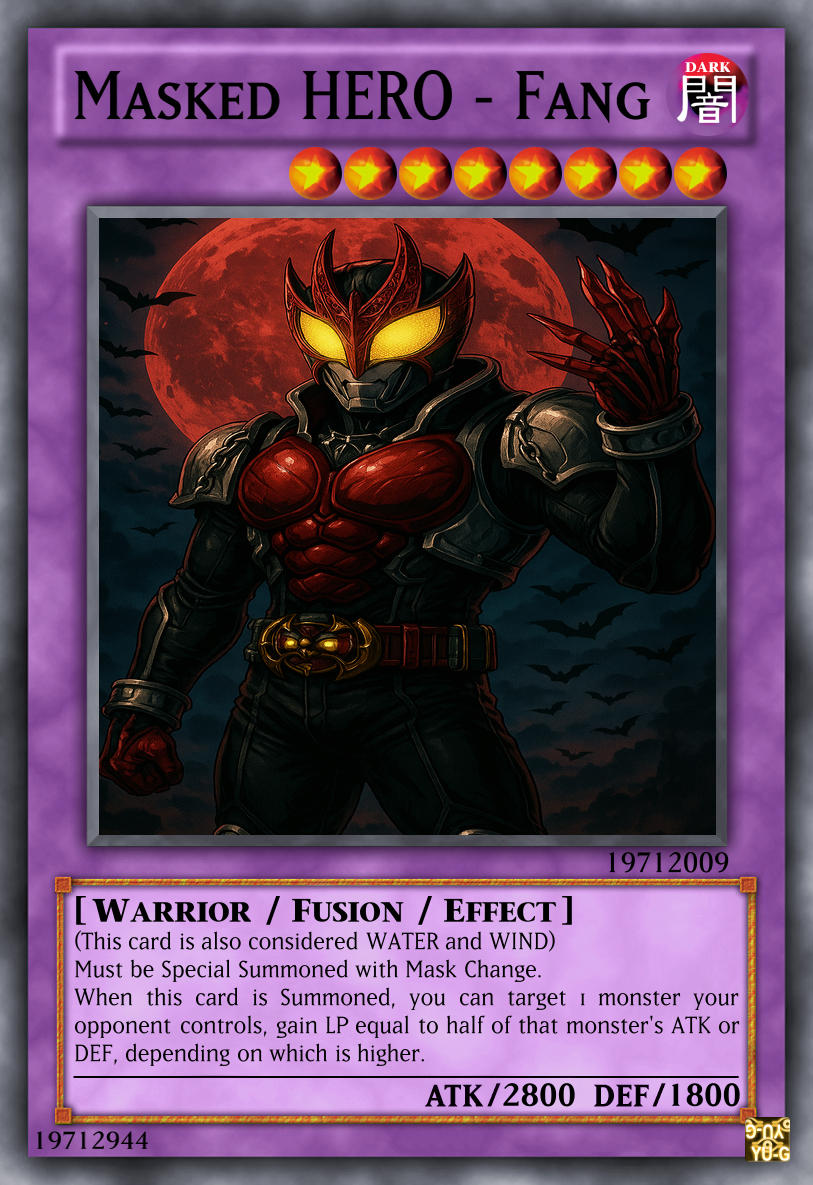 Masked HERO - Fang
DARK
闇
19712009
[ Warrior / Fusion / Effect ]
(This card is also considered WATER and WIND)
Must be Special Summoned with Mask Change.
When this card is Summoned, you can target 1 monster your
opponent controls, gain LP equal to half of that monster's ATK or
DEF, depending on which is higher.
ATK/2800 DEF/1800
19712944